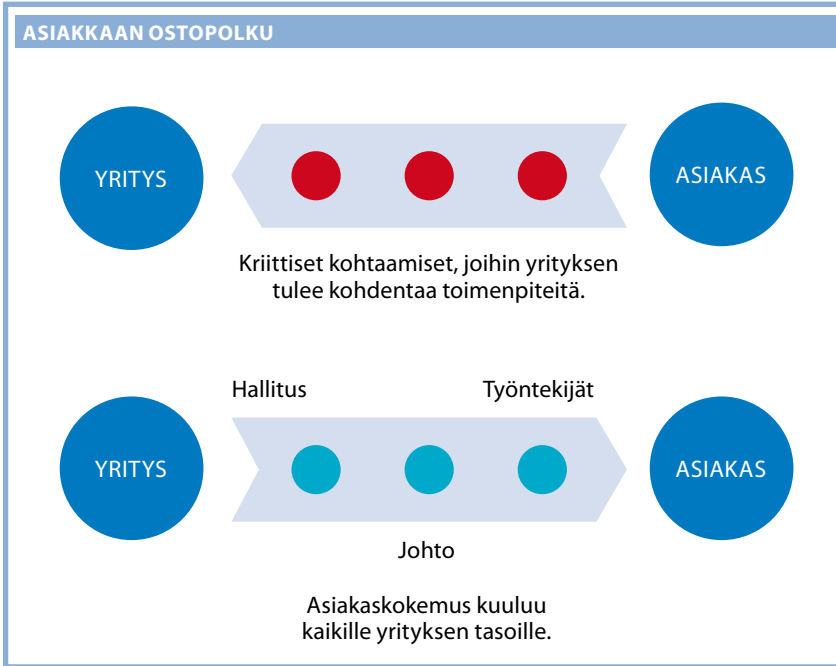 ASIAKKAAN OSTOPOLKU
YRITYS
ASIAKAS
Kriittiset kohtaamiset, joihin yrityksen
tulee kohdentaa toimenpiteitä.
Hallitus
Työntekijät
YRITYS
ASIAKAS
Johto
Asiakaskokemus kuuluu
kaikille yrityksen tasoille.